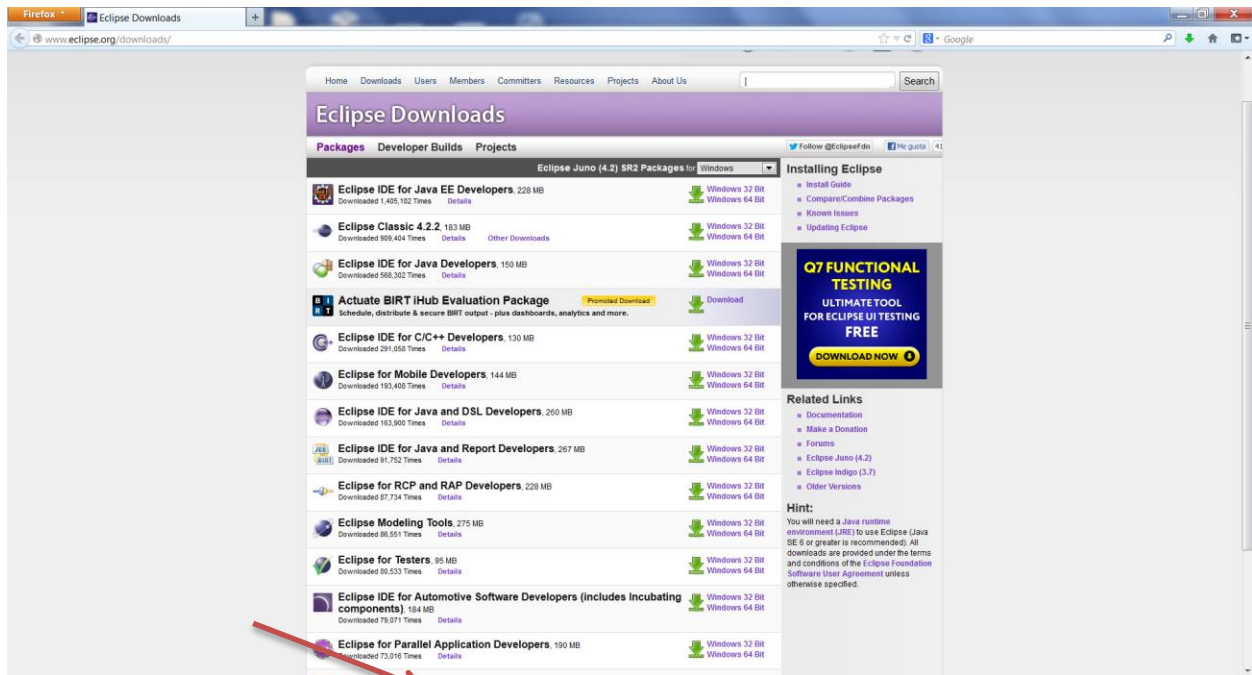 Firefox
Eclipse Downloads
www.eclipse.org/downloads/
Google
Home Downloads Users Members Committers Resources Projects About Us
Search
Eclipse Downloads
Packages Developer Builds Projects
Follow @EclipseFdn
Me gusta 41
Eclipse Juno (4.2) SR2 Packages for Windows
Eclipse IDE for Java EE Developers, 228 MB
Downloaded 1,405,102 Times Details
Windows 32 Bit
Windows 64 Bit
Eclipse Classic 4.2.2, 183 MB
Downloaded 909,404 Times Details Other Downloads
Windows 32 Bit
Windows 64 Bit
Eclipse IDE for Java Developers, 150 MB
Downloaded 568,302 Times Details
Windows 32 Bit
Windows 64 Bit
BIRT
Actuate BIRT iHub Evaluation Package
Promoted Download
Schedule, distribute & secure BIRT output - plus dashboards, analytics and more.
Download
Eclipse IDE for C/C++ Developers, 130 MB
Downloaded 291,058 Times Details
Windows 32 Bit
Windows 64 Bit
Eclipse for Mobile Developers, 144 MB
Downloaded 193,408 Times Details
Windows 32 Bit
Windows 64 Bit
Eclipse IDE for Java and DSL Developers, 260 MB
Downloaded 163,900 Times Details
Windows 32 Bit
Windows 64 Bit
JEE
BIRT
Eclipse IDE for Java and Report Developers, 267 MB
Downloaded 91,752 Times Details
Windows 32 Bit
Windows 64 Bit
Eclipse for RCP and RAP Developers, 228 MB
Downloaded 87,734 Times Details
Windows 32 Bit
Windows 64 Bit
Eclipse Modeling Tools, 275 MB
Downloaded 86,551 Times Details
Windows 32 Bit
Windows 64 Bit
Eclipse for Testers, 95 MB
Downloaded 80,533 Times Details
Windows 32 Bit
Windows 64 Bit
Eclipse IDE for Automotive Software Developers (includes Incubating
components), 184 MB
Downloaded 79,071 Times Details
Windows 32 Bit
Windows 64 Bit
Eclipse for Parallel Application Developers, 190 MB
Downloaded 73,016 Times Details
Windows 32 Bit
Windows 64 Bit
Installing Eclipse
Install Guide
Compare/Combine Packages
Known Issues
Updating Eclipse
Q7 FUNCTIONAL
TESTING
ULTIMATE TOOL
FOR ECLIPSE UI TESTING
FREE
DOWNLOAD NOW
Related Links
Documentation
Make a Donation
Forums
Eclipse Juno (4.2)
Eclipse Indigo (3.7)
Older Versions
Hint:
You will need a Java runtime
environment (JRE) to use Eclipse (Java
SE 6 or greater is recommended). All
downloads are provided under the terms
and conditions of the Eclipse Foundation
Software User Agreement unless
otherwise specified.